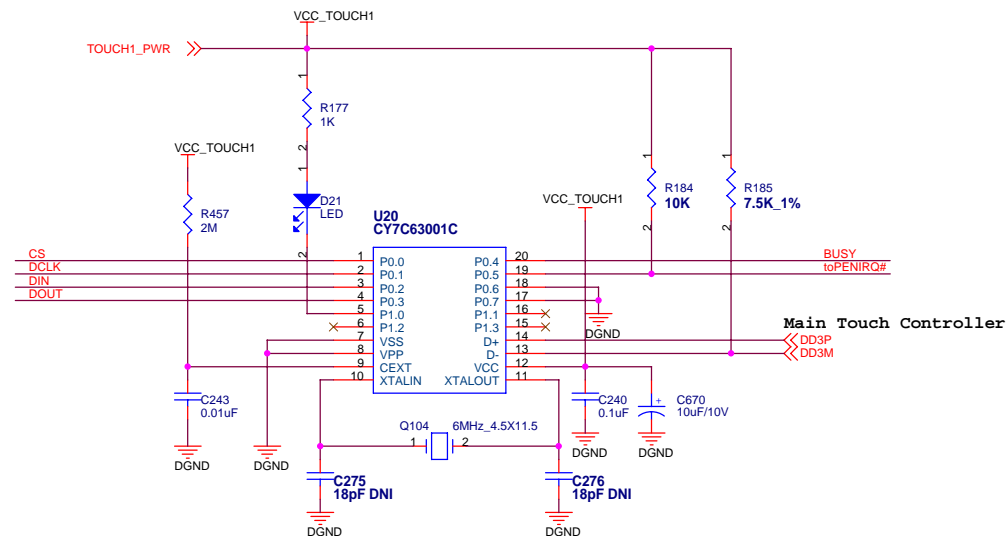 VCC_TOUCH1
TOUCH1_PWR
1
R177
1K
2
VCC_TOUCH1
R457
2M
1
D21
LED
2
VCC_TOUCH1
1
R184
10K
2
1
R185
7.5K_1%
2
U20
CY7C63001C
CS
1 P0.0 P0.4 20
BUSY
DCLK
2 P0.1 P0.5 19
toPENIRQ#
DIN
3 P0.2 P0.6 18
DOUT
4 P0.3 P0.7 17
5 P1.0 P1.1 16
6 P1.2 P1.3 15
7 VSS D+ 14
8 VPP D- 13
9 CEXT VCC 12
10 XTALIN XTALOUT 11
DGND
Main Touch Controller
DD3P
DD3M
C243
0.01uF
DGND
DGND
C240
0.1uF
DGND
+
C670
10uF/10V
DGND
Q104 6MHz_4.5X11.5
1 2
C275
18pF DNI
DGND
C276
18pF DNI
DGND